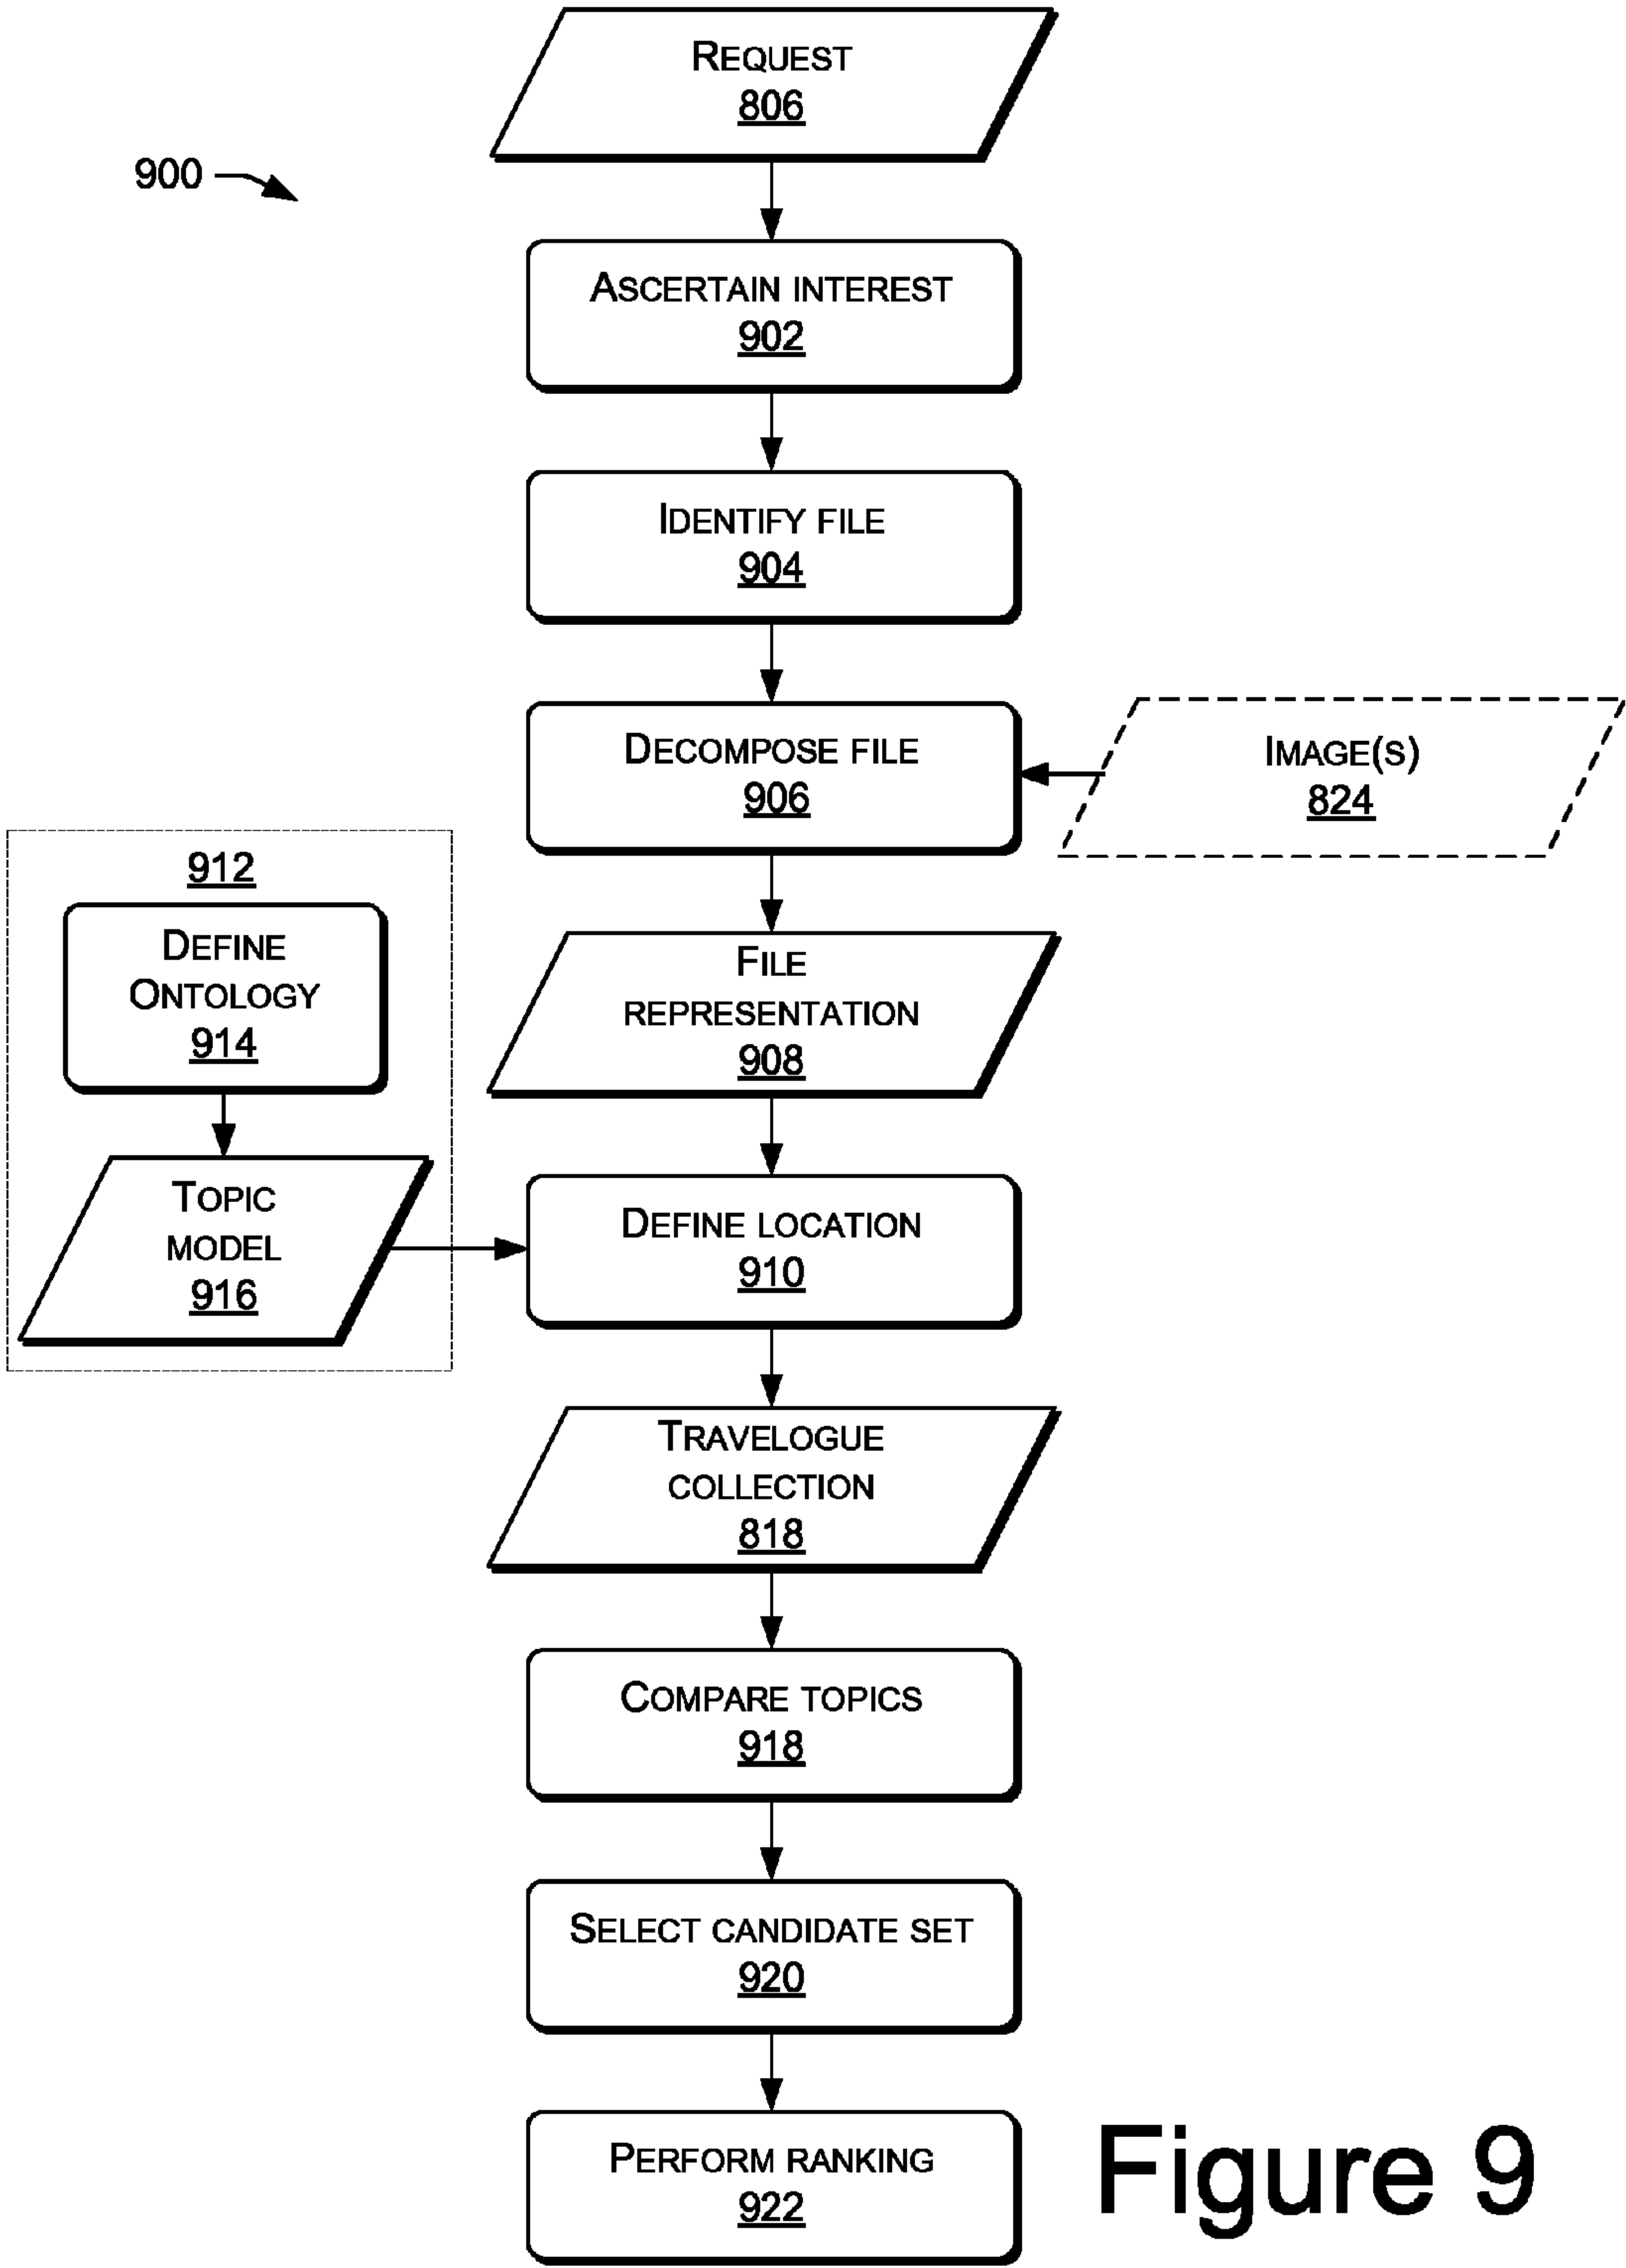 REQUEST
806
900
ASCERTAIN INTEREST
902
IDENTIFY FILE
904
DECOMPOSE FILE
906
IMAGE(S)
824
912
DEFINE
ONTOLOGY
914
FILE
REPRESENTATION
908
TOPIC
MODEL
916
DEFINE LOCATION
910
TRAVELOGUE
COLLECTION
818
COMPARE TOPICS
918
SELECT CANDIDATE SET
920
PERFORM RANKING
922
Figure 9